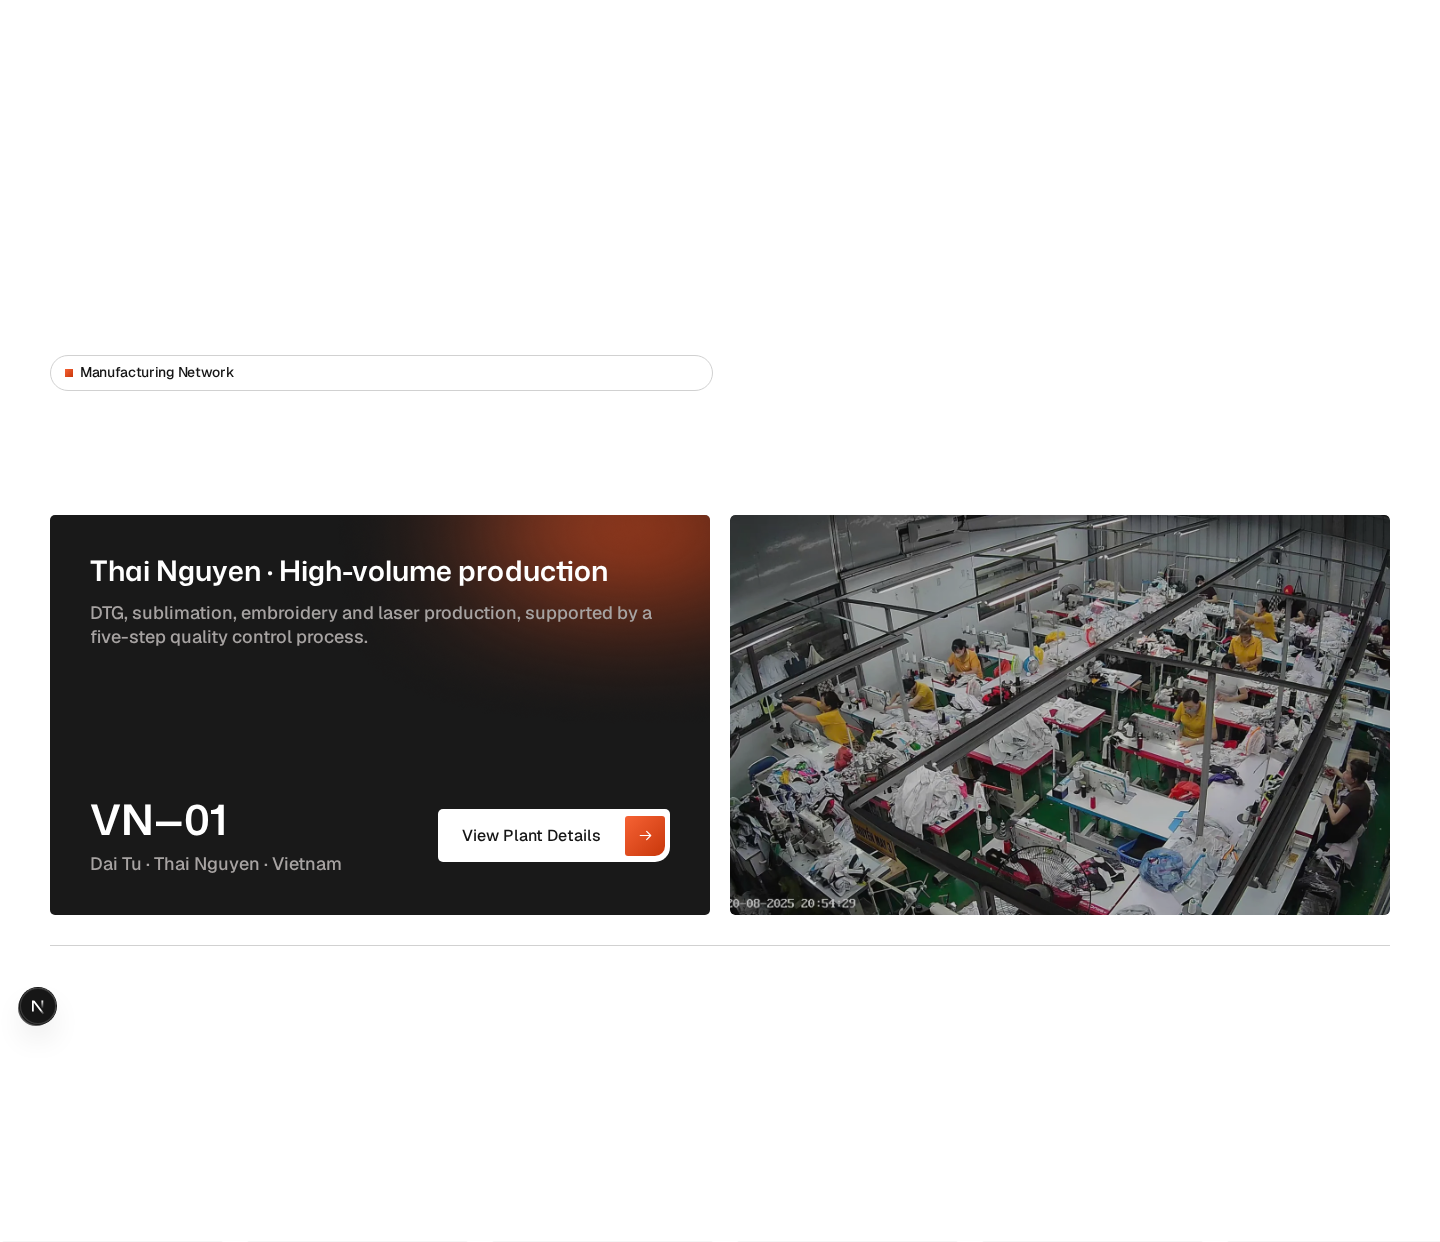 Manufacturing Network
Thai Nguyen · High-volume production
DTG, sublimation, embroidery and laser production, supported by a
five-step quality control process.
VN—01
Dai Tu · Thai Nguyen · Vietnam
View Plant Details →
20-08-2025 20:54:29
N